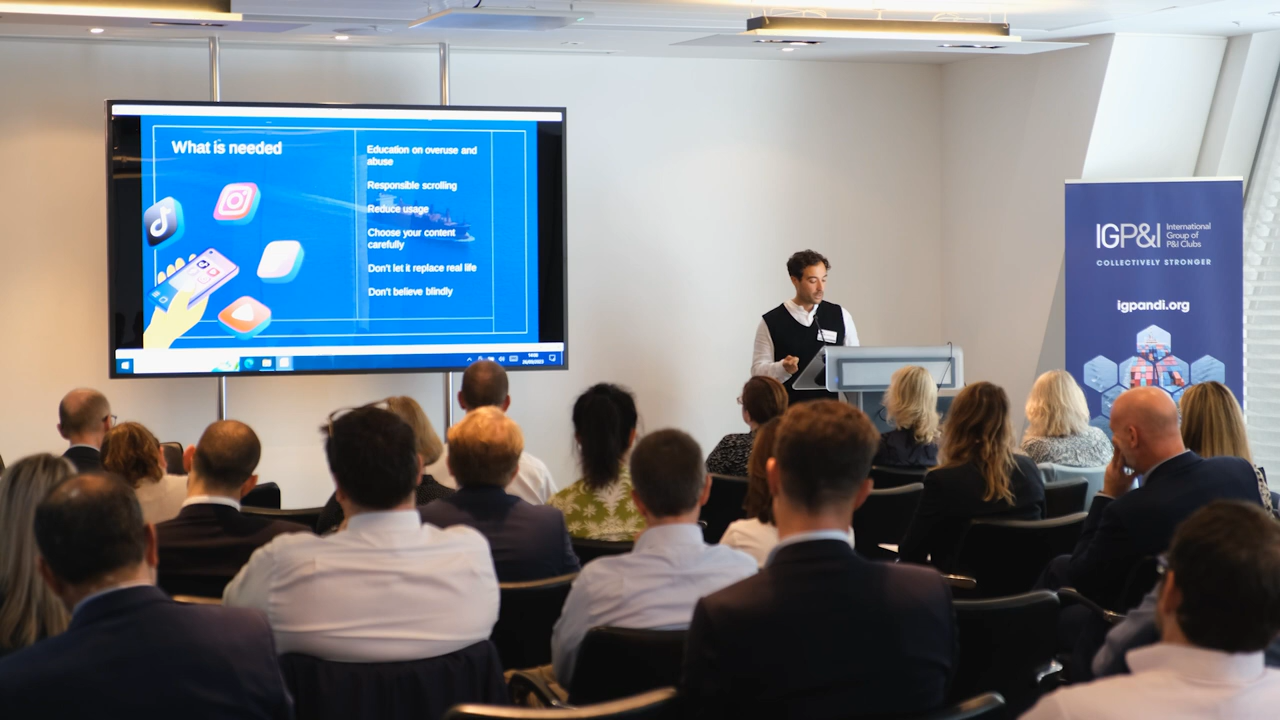 What is needed
Education on overuse and
abuse
Responsible scrolling
Reduce usage
Choose your content
carefully
Don't let it replace real life
Don't believe blindly
IGP&I
International
Group of
P&I Clubs
COLLECTIVELY STRONGER
igpandi.org